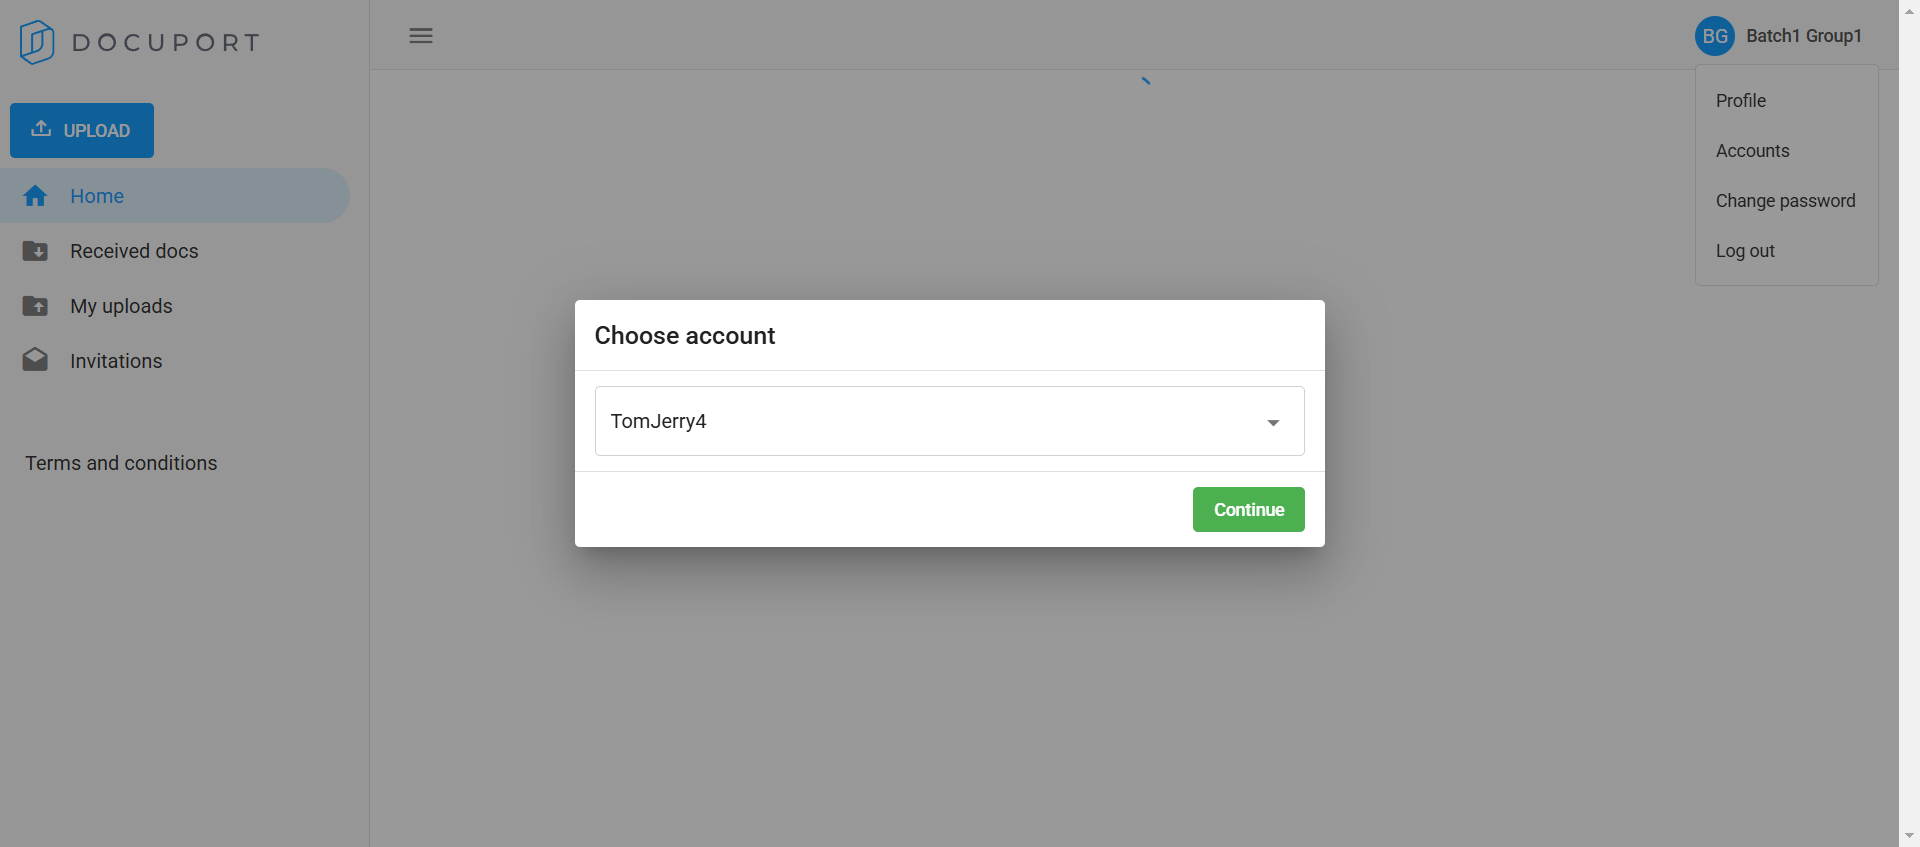 DOCUPORT
BG Batch1 Group1
UPLOAD
Home
Received docs
My uploads
Invitations
Terms and conditions
Profile
Accounts
Change password
Log out
Choose account
TomJerry4
Continue